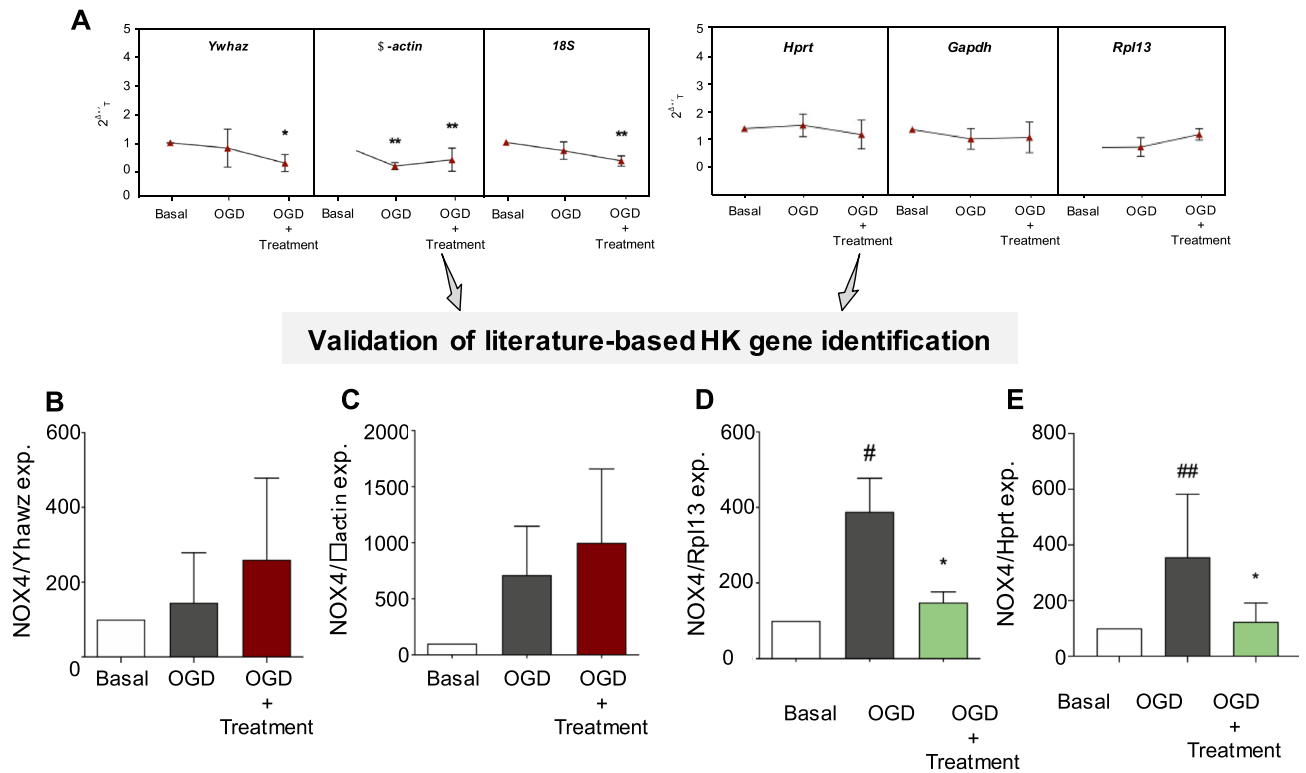 A
5
4
3
2
1
0
0
2^Δ*'T
Ywhaz
$ -actin
18S
*
**
**
**
Basal
OGD
OGD
+
Treatment
Basal
OGD
OGD
+
Treatment
Basal
OGD
OGD
+
Treatment
5
4
3
2
1
0
Hprt
Gapdh
Rpl13
Basal
OGD
OGD
+
Treatment
Basal
OGD
OGD
+
Treatment
Basal
OGD
OGD
+
Treatment
Validation of literature-based HK gene identification
B
NOX4/Yhawz exp.
600
400
200
0
Basal
OGD
OGD
+
Treatment
C
NOX4/□actin exp.
2000
1500
1000
500
0
Basal
OGD
OGD
+
Treatment
D
NOX4/Rpl13 exp.
600
400
200
0
#
*
Basal
OGD
OGD
+
Treatment
E
NOX4/Hprt exp.
800
600
400
200
0
##
*
Basal
OGD
OGD
+
Treatment